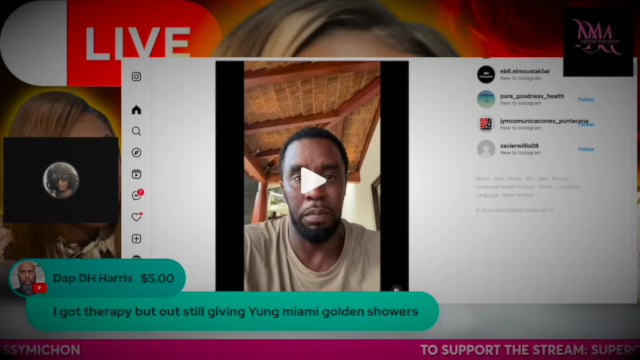 LIVE
eb6.elmoustakbal
New to Instagram
pure_goodness_health
New to Instagram
Follow
jymcomunicaciones_puntacana
New to Instagram
Follow
xavierwillis08
New to Instagram
Follow
Dap DH Harris $5.00
I got therapy but out still giving Yung miami golden showers
SSYMICHON
TO SUPPORT THE STREAM: SUPERC